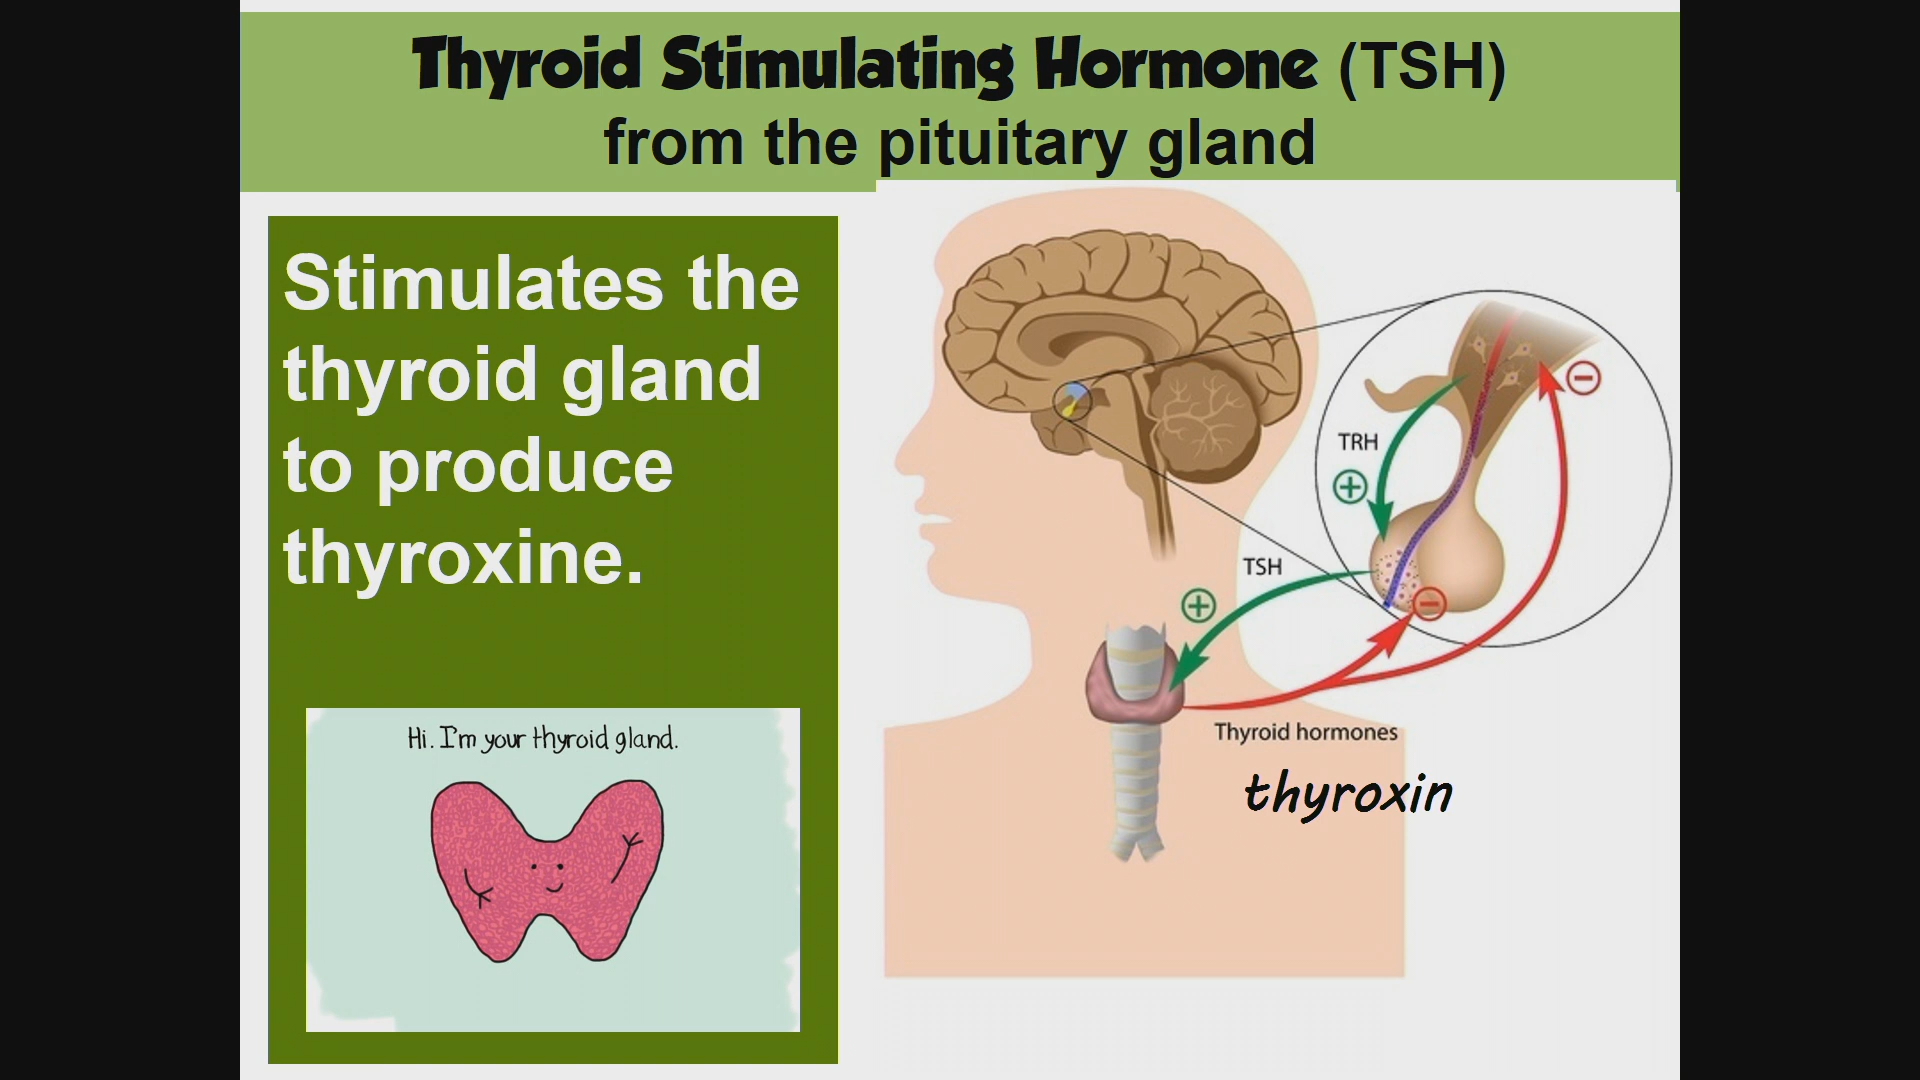 Thyroid Stimulating Hormone (TSH)
from the pituitary gland
Stimulates the
thyroid gland
to produce
thyroxine.
Hi. I'm your thyroid gland.
TRH
TSH
Thyroid hormones
thyroxin